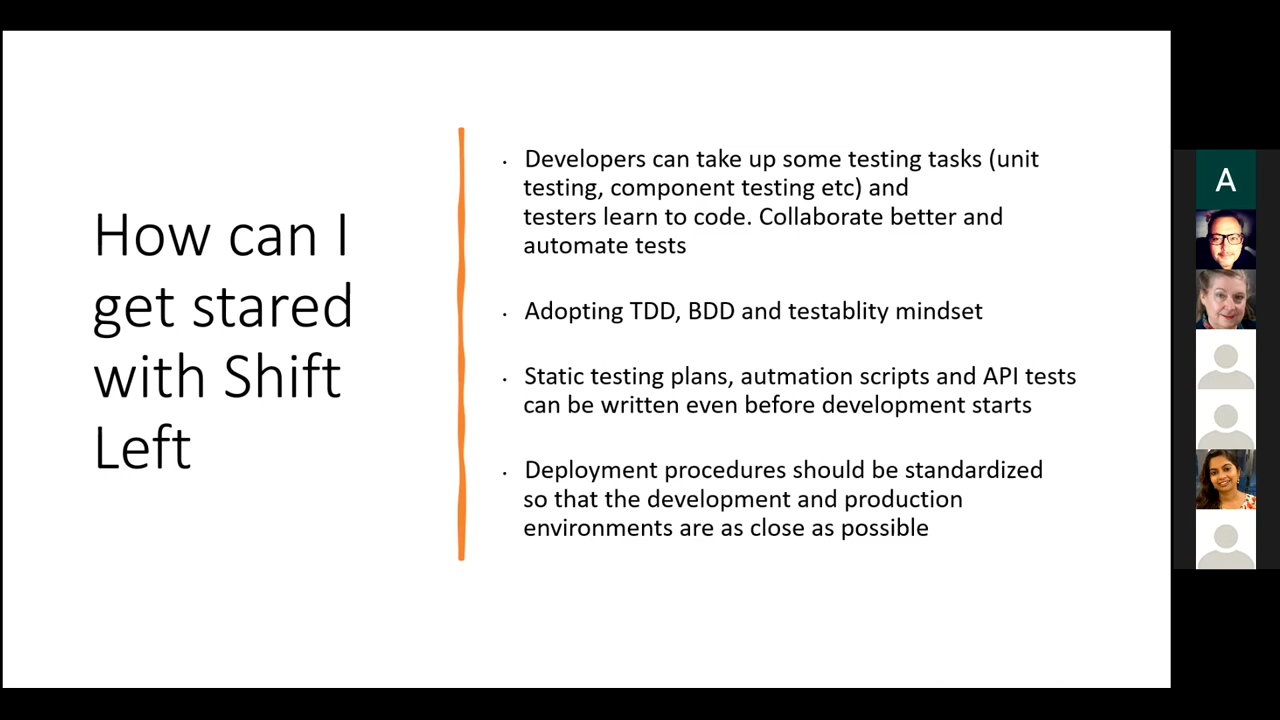 How can I
get stared
with Shift
Left
· Developers can take up some testing tasks (unit
testing, component testing etc) and
testers learn to code. Collaborate better and
automate tests
· Adopting TDD, BDD and testablity mindset
· Static testing plans, autmation scripts and API tests
can be written even before development starts
· Deployment procedures should be standardized
so that the development and production
environments are as close as possible
A